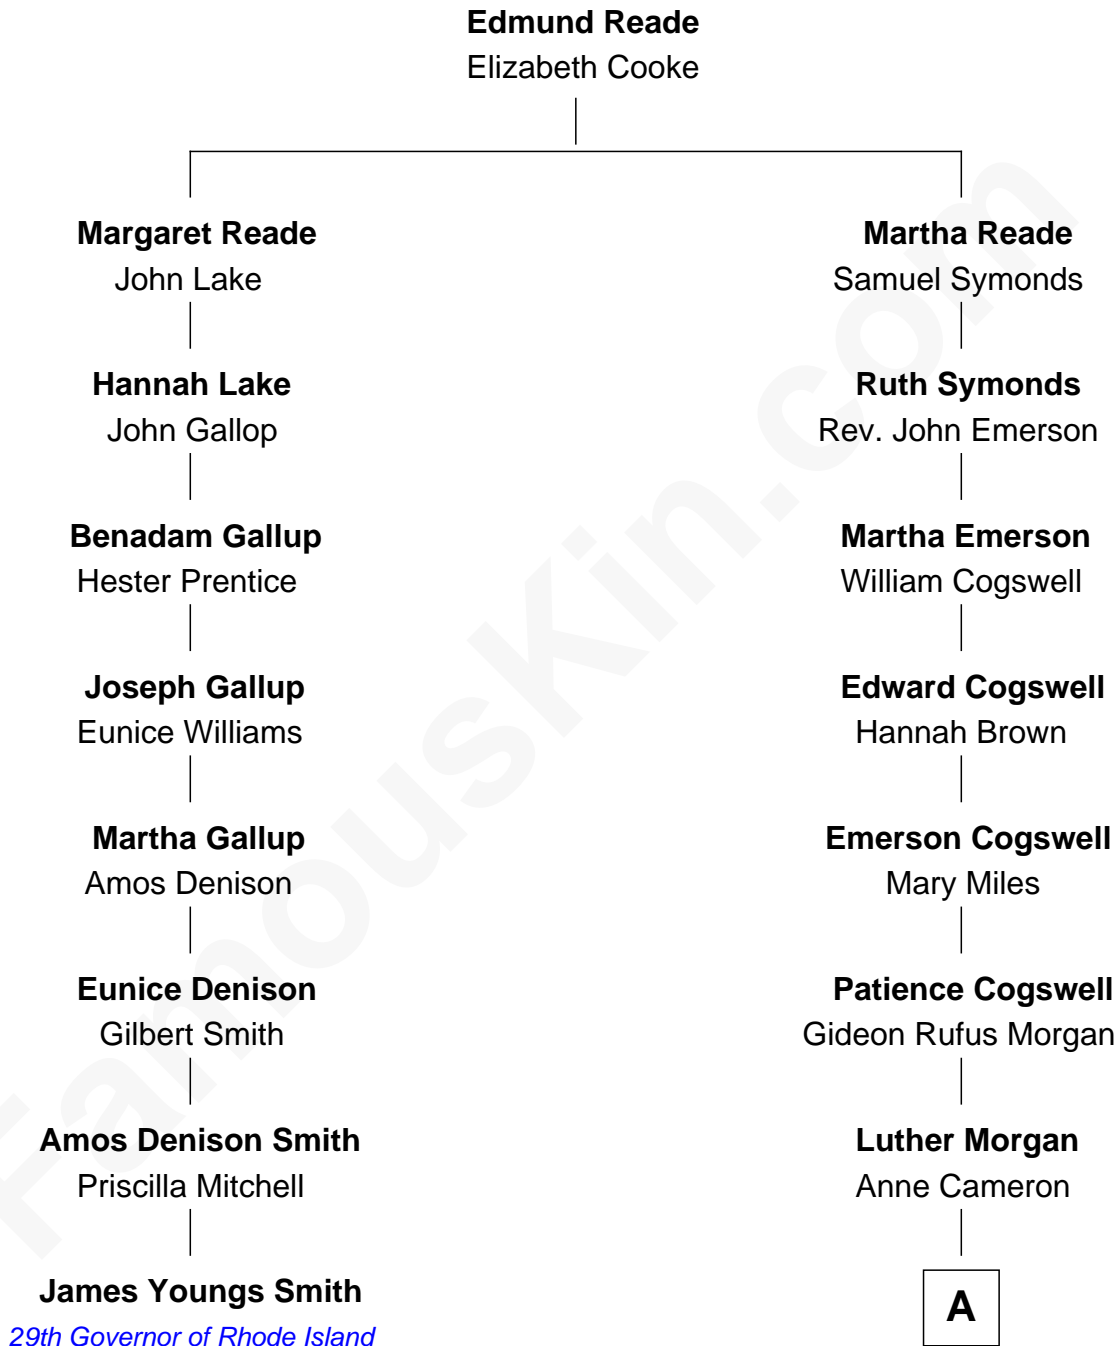 Edmund Reade
Elizabeth Cooke
Margaret Reade
John Lake
Martha Reade
Samuel Symonds
Hannah Lake
John Gallop
Ruth Symonds
Rev. John Emerson
Benadam Gallup
Hester Prentice
Martha Emerson
William Cogswell
Joseph Gallup
Eunice Williams
Edward Cogswell
Hannah Brown
Martha Gallup
Amos Denison
Emerson Cogswell
Mary Miles
Eunice Denison
Gilbert Smith
Patience Cogswell
Gideon Rufus Morgan
Amos Denison Smith
Priscilla Mitchell
Luther Morgan
Anne Cameron
James Youngs Smith
29th Governor of Rhode Island
A
FamousKin.com